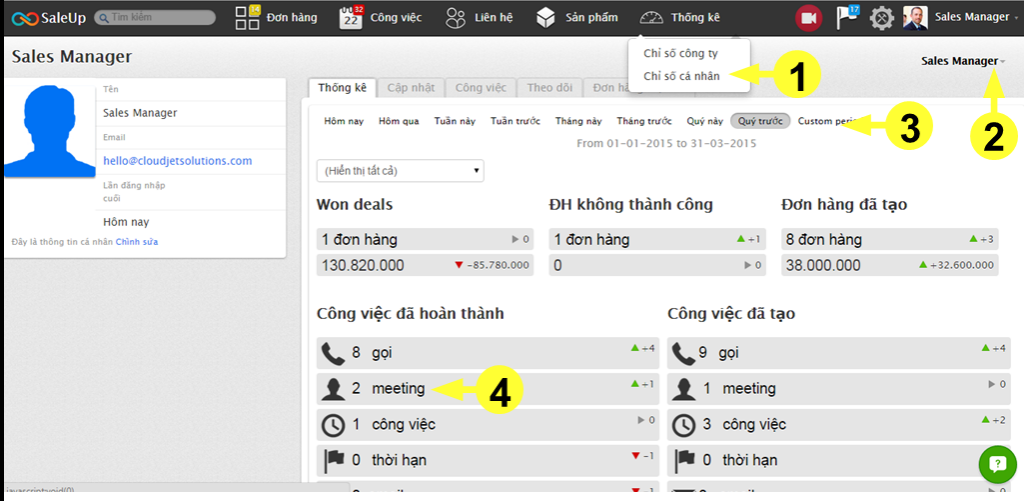 SaleUp Tìm kiếm 14 Đơn hàng 22 32 Công việc Liên hệ Sản phẩm Thống kê 17 Sales Manager
Sales Manager
Chỉ số công ty
Chỉ số cá nhân
1
Sales Manager
2
Tên
Sales Manager
Email
hello@cloudjetsolutions.com
Lần đăng nhập
cuối
Hôm nay
Đây là thông tin cá nhân Chỉnh sửa
Thống kê Cập nhật Công việc Theo dõi Đơn
Hôm nay Hôm qua Tuần này Tuần trước Tháng này Tháng trước Quý này Quý trước Custom
3
From 01-01-2015 to 31-03-2015
(Hiển thị tất cả)
Won deals ĐH không thành công Đơn hàng đã tạo
1 đơn hàng 0 1 đơn hàng +1 8 đơn hàng +3
130.820.000 -85.780.000 0 0 38.000.000 +32.600.000
Công việc đã hoàn thành Công việc đã tạo
8 gọi +4 9 gọi +4
2 meeting 4 +1 1 meeting 0
1 công việc 0 3 công việc +2
0 thời hạn -1 0 thời hạn 0